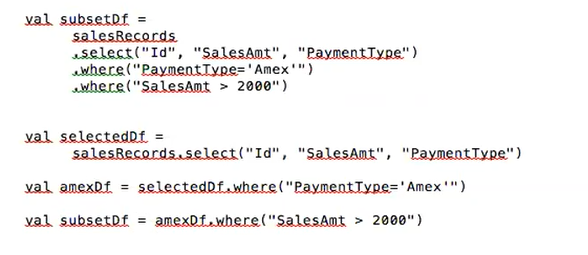 val subsetDf =
salesRecords
.select("Id", "SalesAmt", "PaymentType")
.where("PaymentType='Amex'")
.where("SalesAmt > 2000")
val selectedDf =
salesRecords.select("Id", "SalesAmt", "PaymentType")
val amexDf = selectedDf.where("PaymentType='Amex'")
val subsetDf = amexDf.where("SalesAmt > 2000")